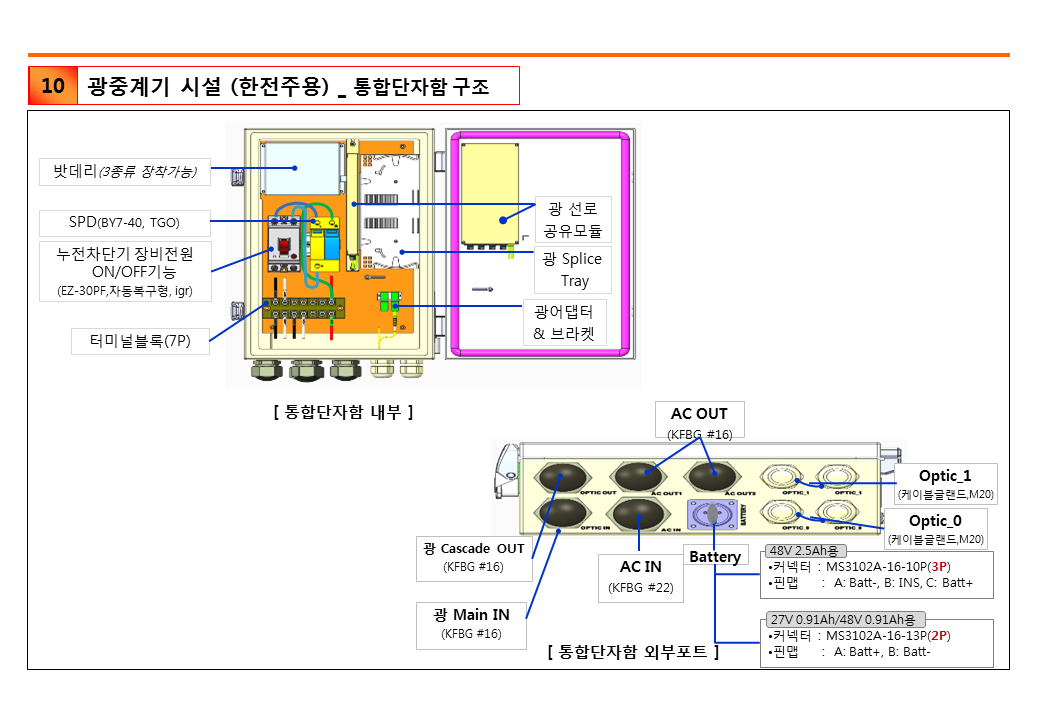 10
광중계기 시설 (한전주용) _ 통합단자함 구조
밧데리(3종류 장착가능)
SPD(BY7-40, TGO)
누전차단기 장비전원
ON/OFF기능
(EZ-30PF,자동복구형, igr)
터미널블록(7P)
광 선로
공유모듈
광 Splice
Tray
광어댑터
& 브라켓
[ 통합단자함 내부 ]
AC OUT
(KFBG #16)
OPTIC OUT
AC OUT1
AC OUT2
OPTIC_1
OPTIC_1
OPTIC IN
AC IN
BATTERY
OPTIC_0
OPTIC_0
Optic_1
(케이블글랜드,M20)
Optic_0
(케이블글랜드,M20)
광 Cascade OUT
(KFBG #16)
AC IN
(KFBG #22)
Battery
광 Main IN
(KFBG #16)
48V 2.5Ah용
•커넥터 : MS3102A-16-10P(3P)
•핀맵 : A: Batt-, B: INS, C: Batt+
27V 0.91Ah/48V 0.91Ah용
•커넥터 : MS3102A-16-13P(2P)
•핀맵 : A: Batt+, B: Batt-
[ 통합단자함 외부포트 ]